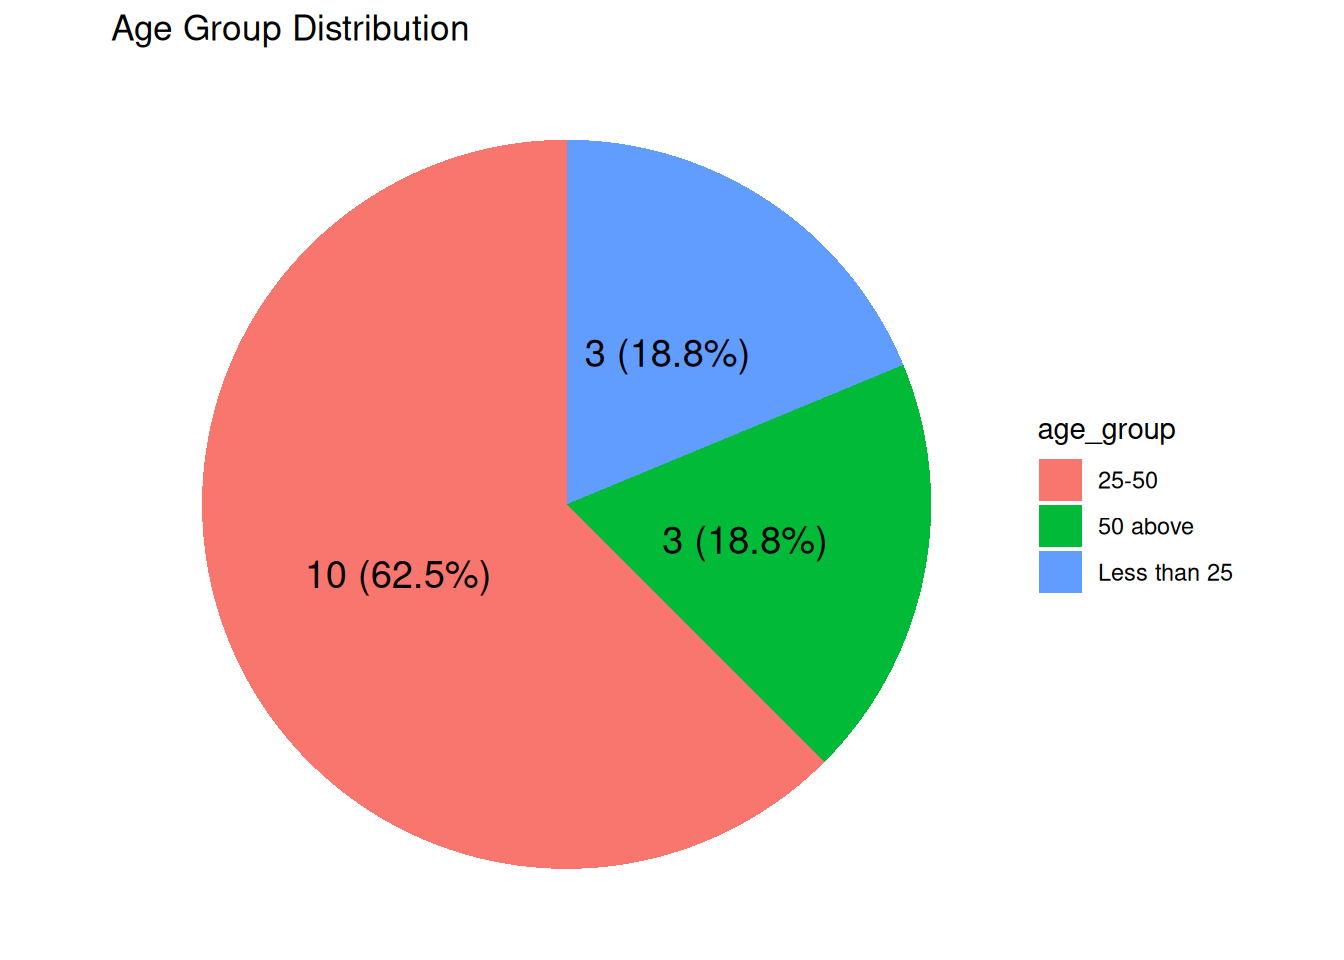 Age Group Distribution
3 (18.8%)
3 (18.8%)
10 (62.5%)
age_group
25-50
50 above
Less than 25